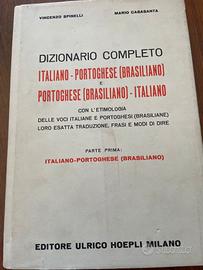 VINCENZO SPINELLI
MARIO CASASANTA
DIZIONARIO COMPLETO
ITALIANO - PORTOGHESE (BRASILIANO)
E
PORTOGHESE (BRASILIANO) - ITALIANO
CON L'ETIMOLOGIA
DELLE VOCI ITALIANE E PORTOGHESI (BRASILIANE)
LORO ESATTA TRADUZIONE, FRASI E MODI DI DIRE
PARTE PRIMA:
ITALIANO-PORTOGHESE (BRASILIANO)
EDITORE ULRICO HOEPLI MILANO
subito